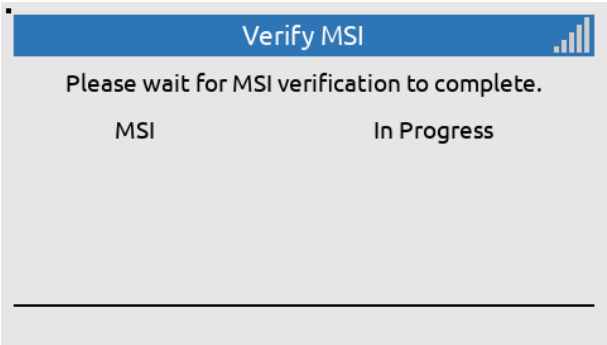 Verify MSI
Please wait for MSI verification to complete.
MSI In Progress